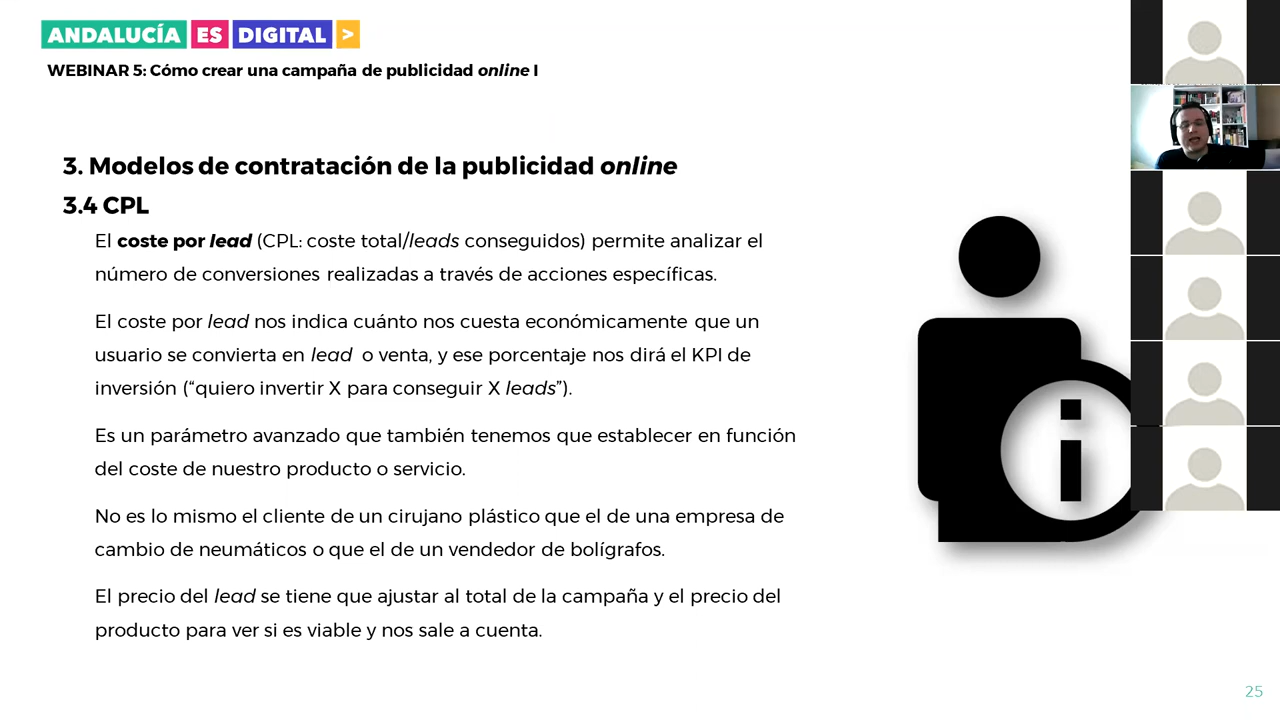 ANDALUCÍA ES DIGITAL >
WEBINAR 5: Cómo crear una campaña de publicidad online I
3. Modelos de contratación de la publicidad online
3.4 CPL
El coste por lead (CPL: coste total/leads conseguidos) permite analizar el
número de conversiones realizadas a través de acciones específicas.
El coste por lead nos indica cuánto nos cuesta económicamente que un
usuario se convierta en lead o venta, y ese porcentaje nos dirá el KPI de
inversión (“quiero invertir X para conseguir X leads”).
Es un parámetro avanzado que también tenemos que establecer en función
del coste de nuestro producto o servicio.
No es lo mismo el cliente de un cirujano plástico que el de una empresa de
cambio de neumáticos o que el de un vendedor de bolígrafos.
El precio del lead se tiene que ajustar al total de la campaña y el precio del
producto para ver si es viable y nos sale a cuenta.
25